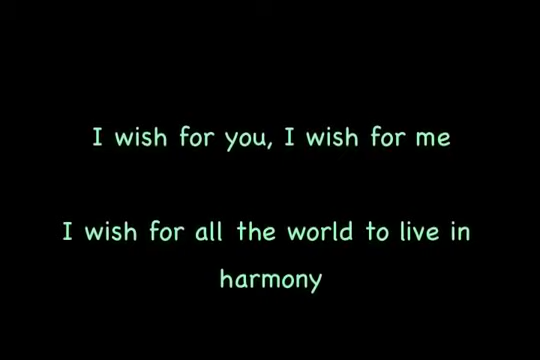 I wish for you, I wish for me
I wish for all the world to live in
harmony